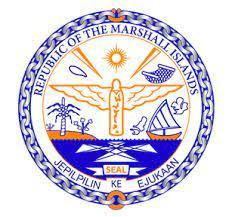 REPUBLIC OF THE MARSHALL ISLANDS
SEAL
JEPILPILIN KE EJUKAAN